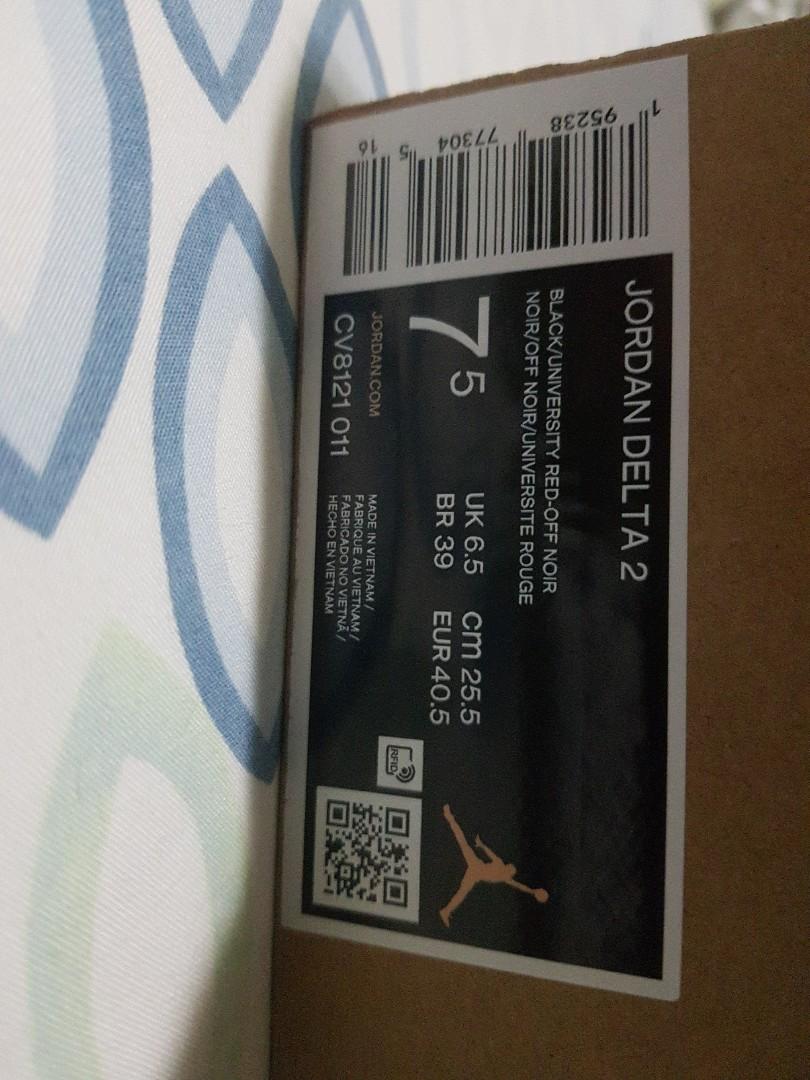 JORDAN DELTA 2
BLACK/UNIVERSITY RED-OFF NOIR
NOIR/OFF NOIR/UNIVERSITE ROUGE
7 5
UK 6.5 cm 25.5
BR 39 EUR 40.5
JORDAN.COM
CV8121 011
MADE IN VIETNAM /
FABRIQUE AU VIETNAM /
FABRICADO NO VIETNÃ /
HECHO EN VIETNAM
RFID
1 95238 77304 5 16